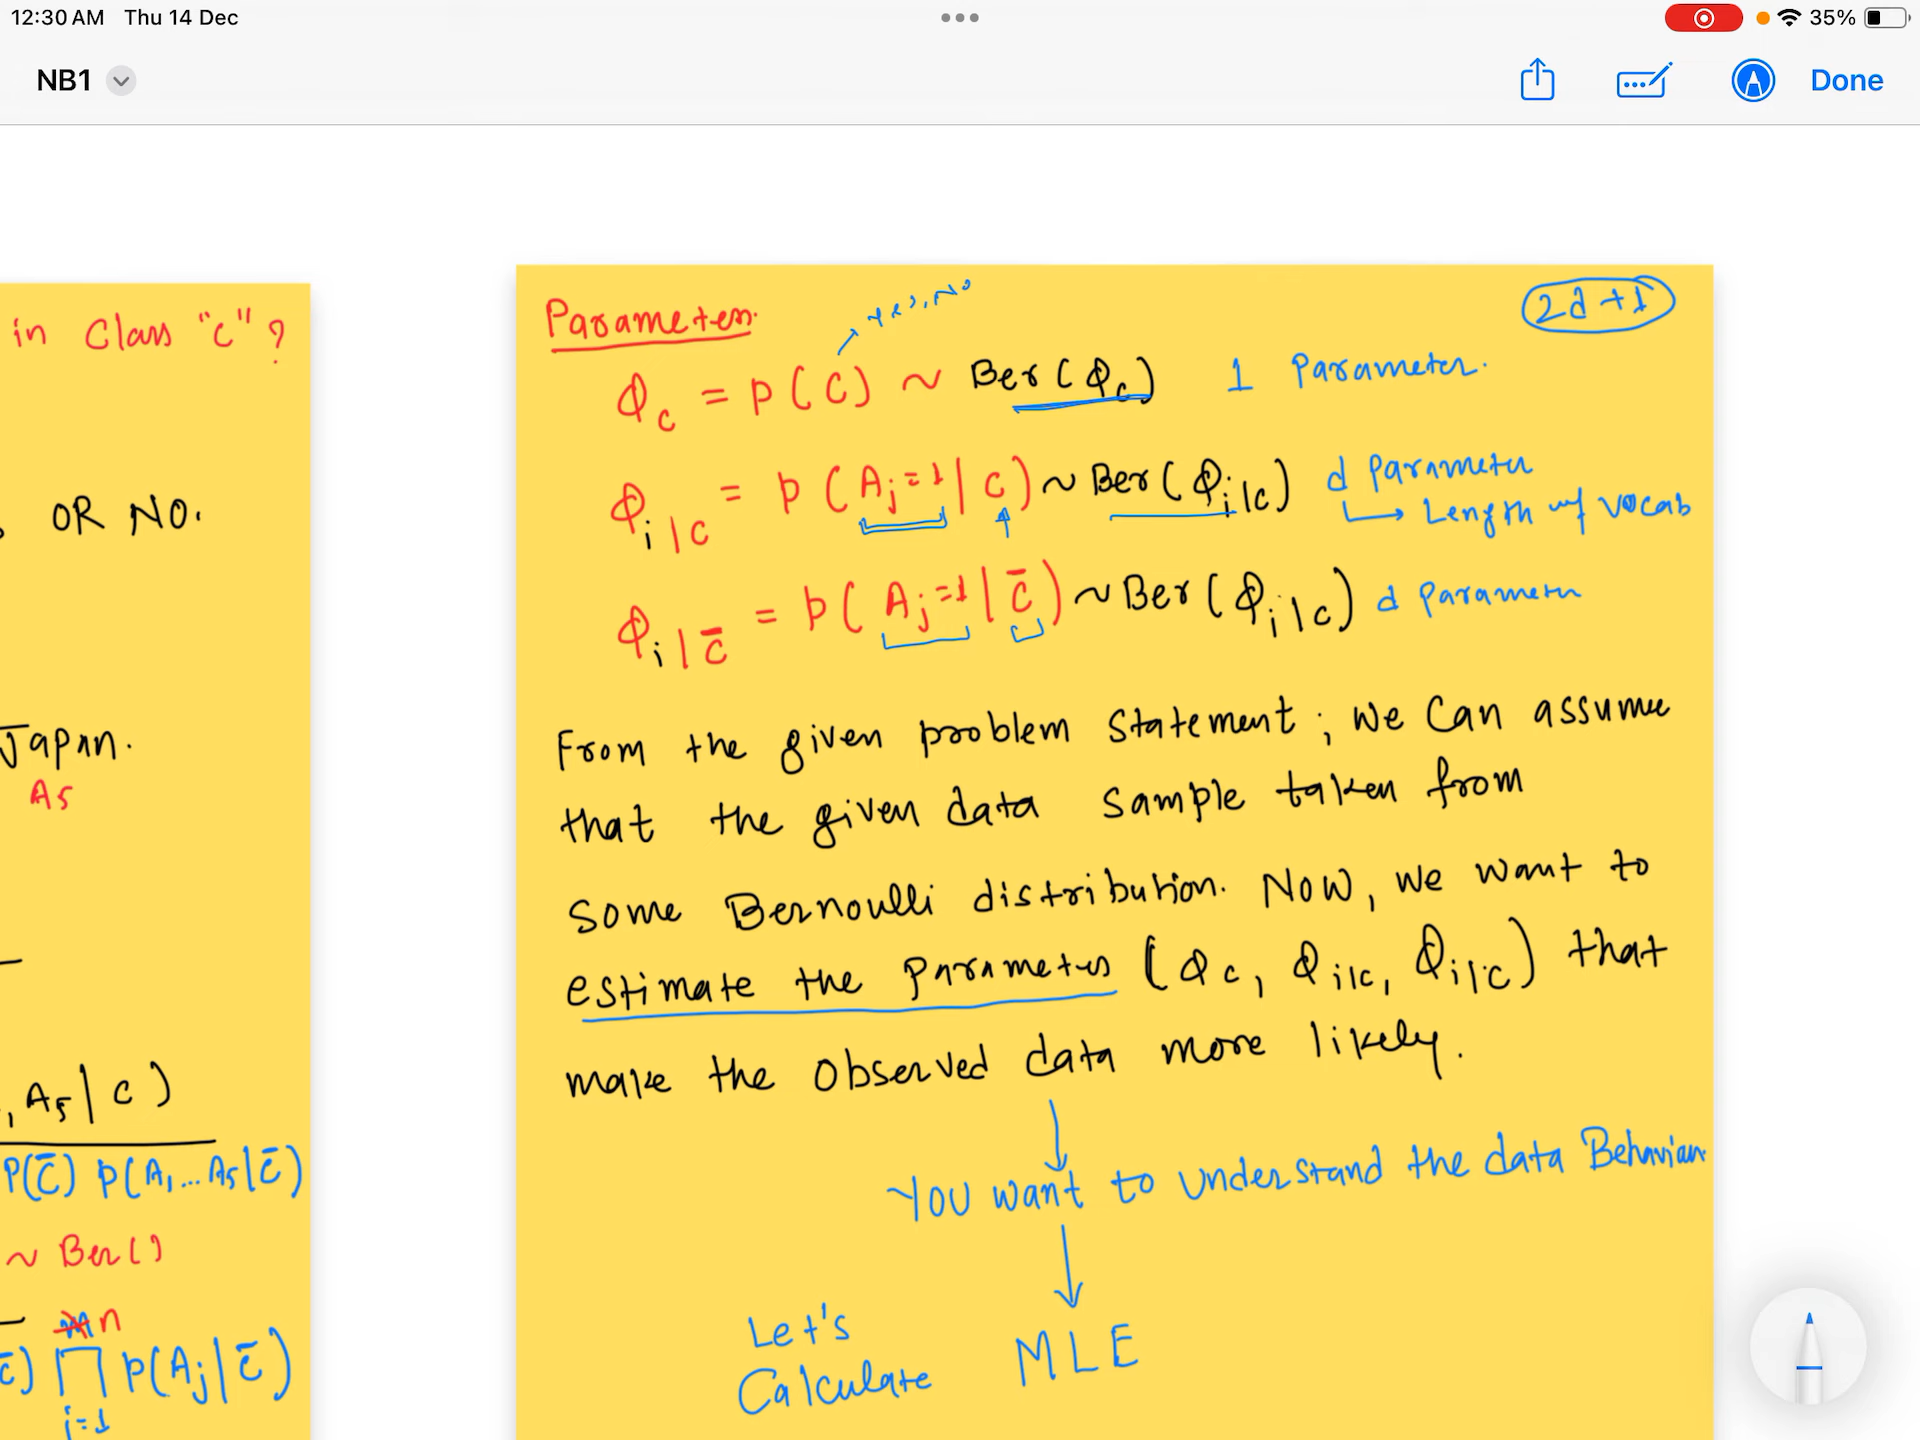 12:30 AM Thu 14 Dec
35%
NB1
Done
in Class "c" ?
OR NO.
Japan.
A5
, A5 | c )
P(c̄) p(A1... A5|c̄)
~ Ber()
n
c̄) ∏ p(Aj|c̄)
i=1
Parameters.
Yes, No
2d+1
Φc = p(C) ~ Ber(Φc) 1 Parameter.
Φi|c = p(Aj=1|c) ~ Ber(Φi|c) d Parameter
Length of vocab
Φi|c̄ = p(Aj=1|c̄) ~ Ber(Φi|c) d Parameter
From the given problem Statement; we can assume
that the given data sample taken from
Some Bernoulli distribution. Now, we want to
estimate the Parameters (Φc, Φi|c, Φi|c̄) that
make the observed data more likely.
You want to understand the data Behaviour
Let's
Calculate MLE